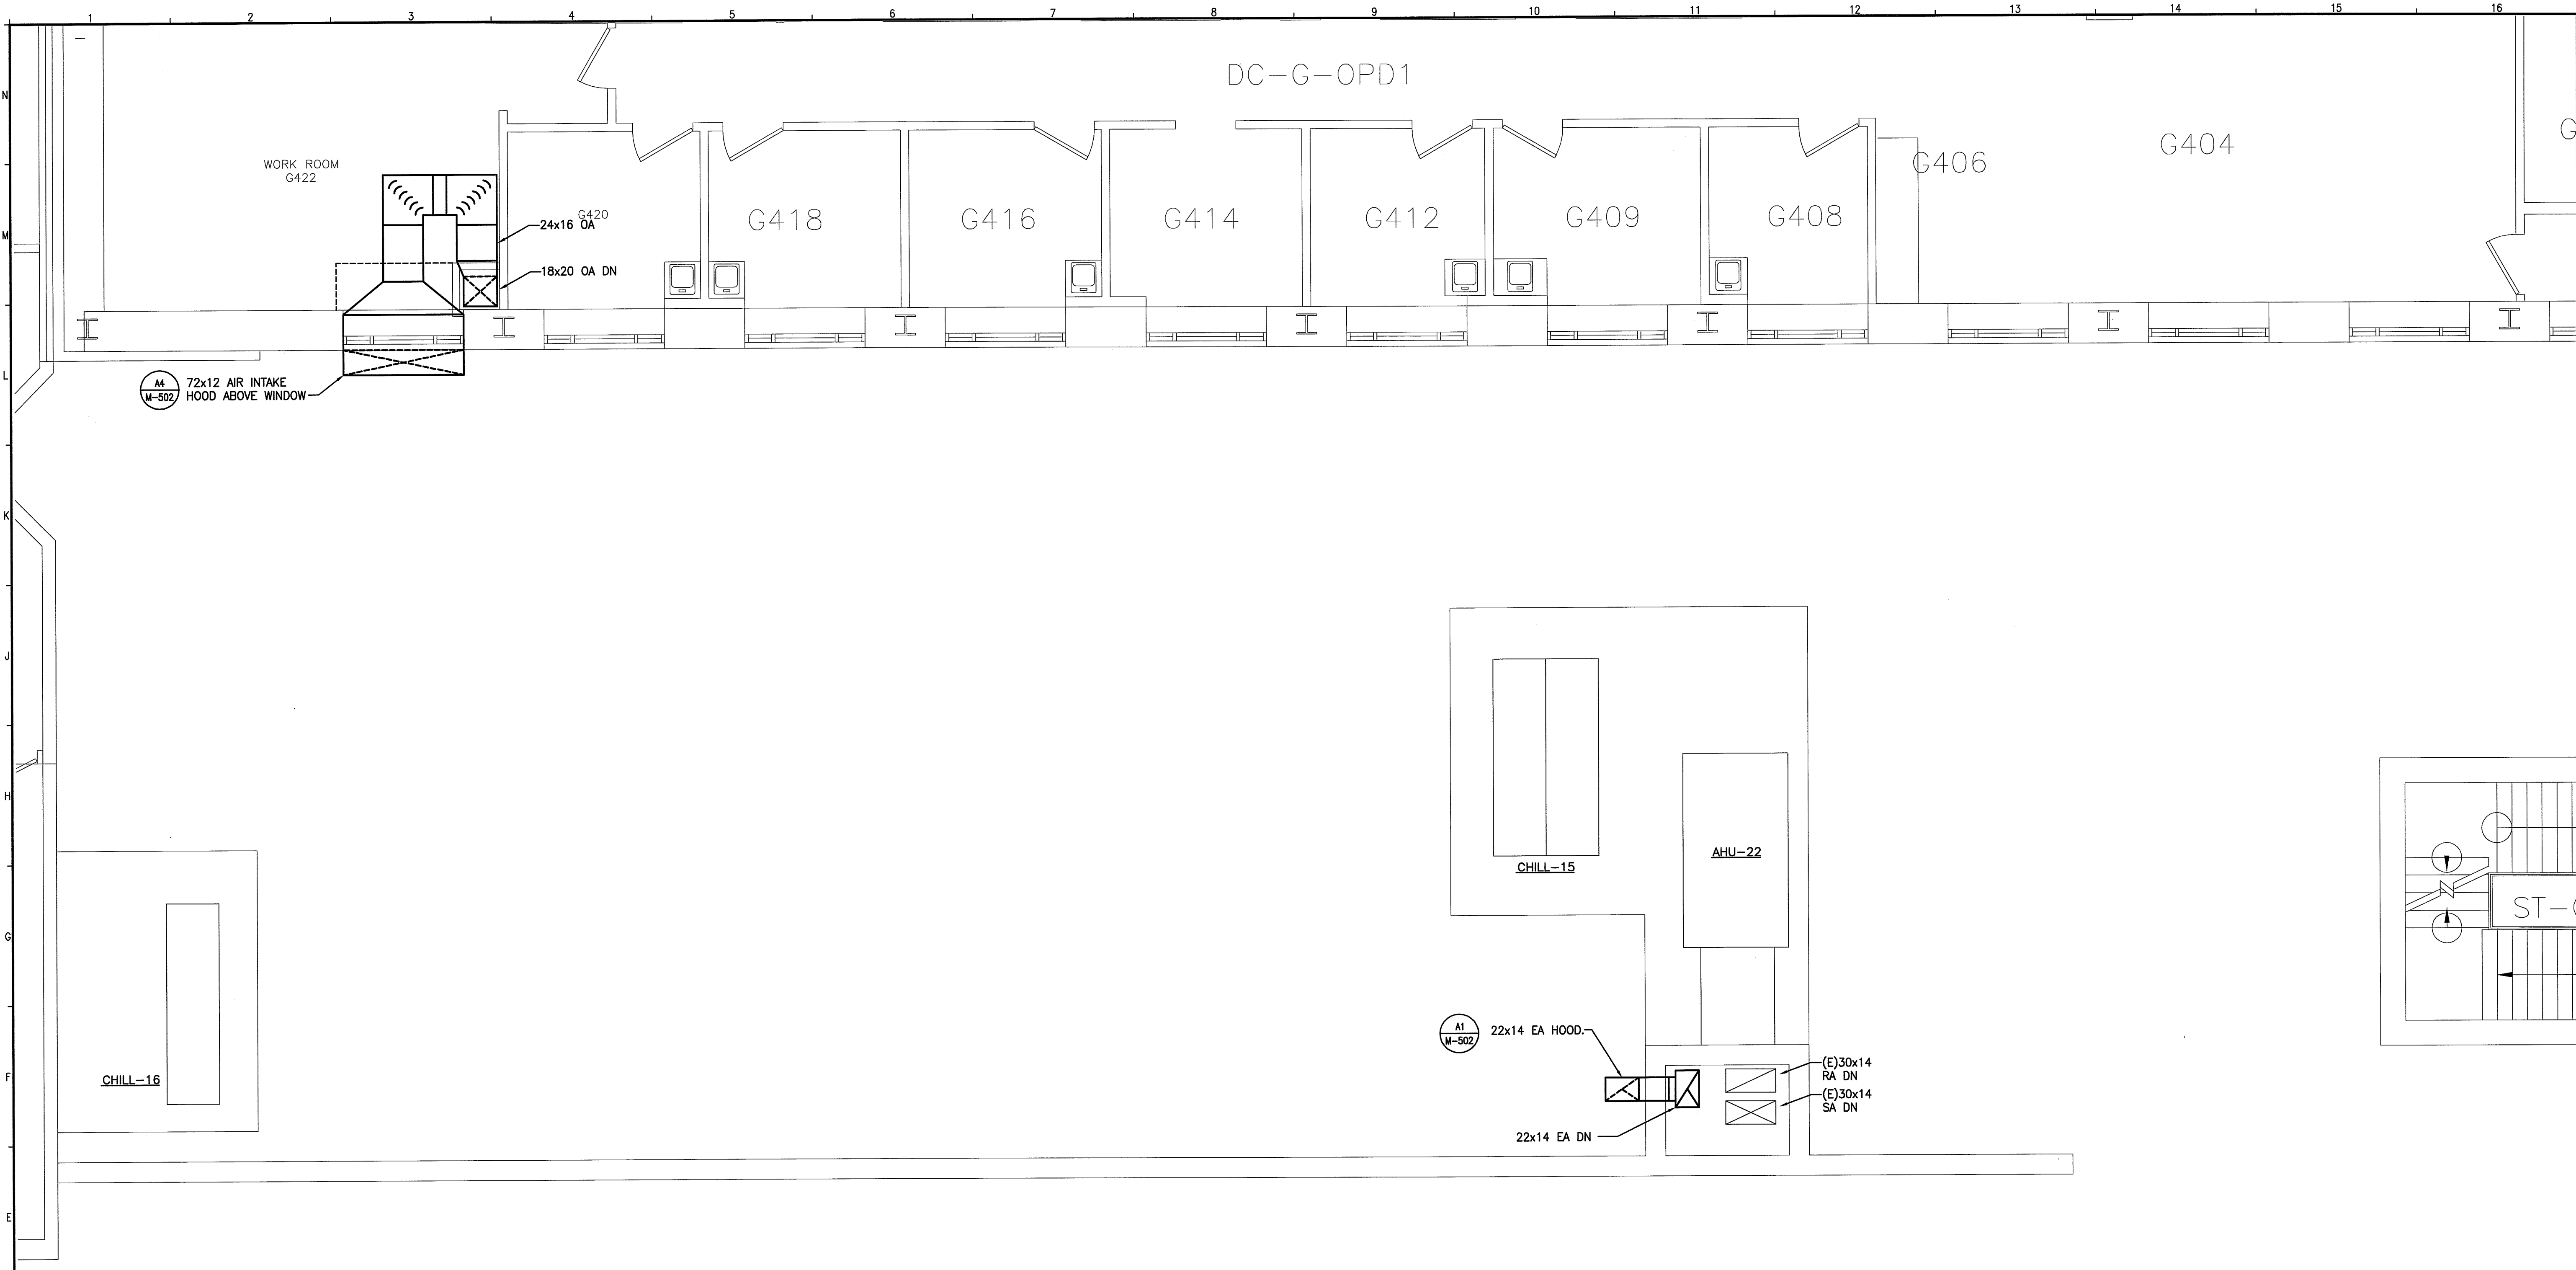 1 2 3 4 5 6 7 8 9 10 11 12 13 14 15 16
N
M
L
K
J
H
G
F
E
DC-G-OPD1
WORK ROOM
G422
G420
G418
G416
G414
G412
G409
G408
G406
G404
G
24x16 OA
18x20 OA DN
A4
M-502
72x12 AIR INTAKE
HOOD ABOVE WINDOW
CHILL-15
AHU-22
CHILL-16
A1
M-502
22x14 EA HOOD.
22x14 EA DN
(E)30x14
RA DN
(E)30x14
SA DN
ST-